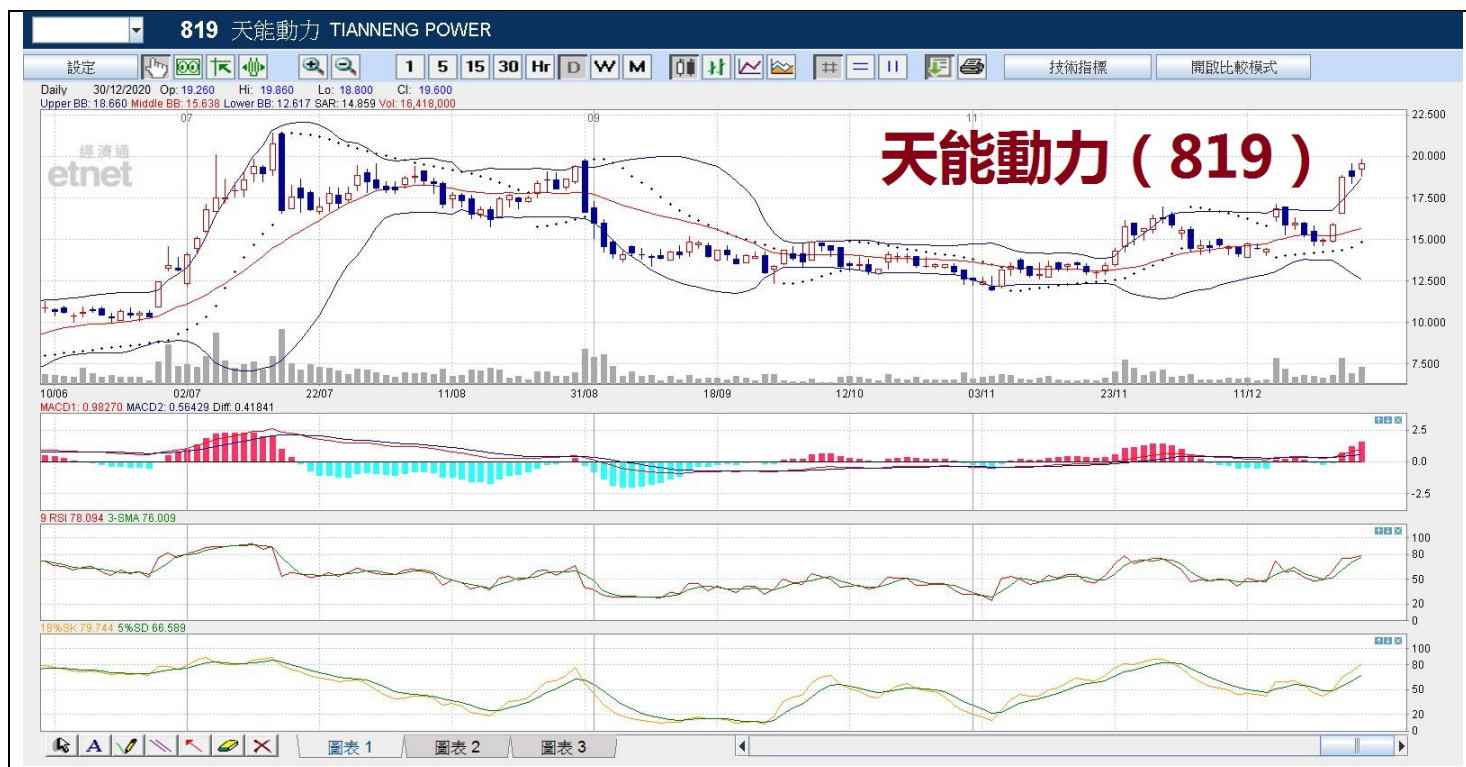 819 天能動力 TIANNENG POWER
設定 1 5 15 30 Hr D W M 技術指標 開啟比較模式
Daily 30/12/2020 Op: 19.260 Hi: 19.860 Lo: 18.800 Cl: 19.600
Upper BB: 18.660 Middle BB: 15.638 Lower BB: 12.617 SAR: 14.859 Vol: 16,418,000
07 09 11
天能動力（819）
經濟通
etnet
22.500
20.000
17.500
15.000
12.500
10.000
7.500
10/06 02/07 22/07 11/08 31/08 18/09 12/10 03/11 23/11 11/12
MACD1: 0.98270 MACD2: 0.56429 Diff: 0.41841
2.5
0.0
-2.5
9 RSI 78.094 3-SMA 76.009
100
80
50
20
0
18%SK 79.744 5%SD 66.589
100
80
50
20
0
A 圖表 1 圖表 2 圖表 3